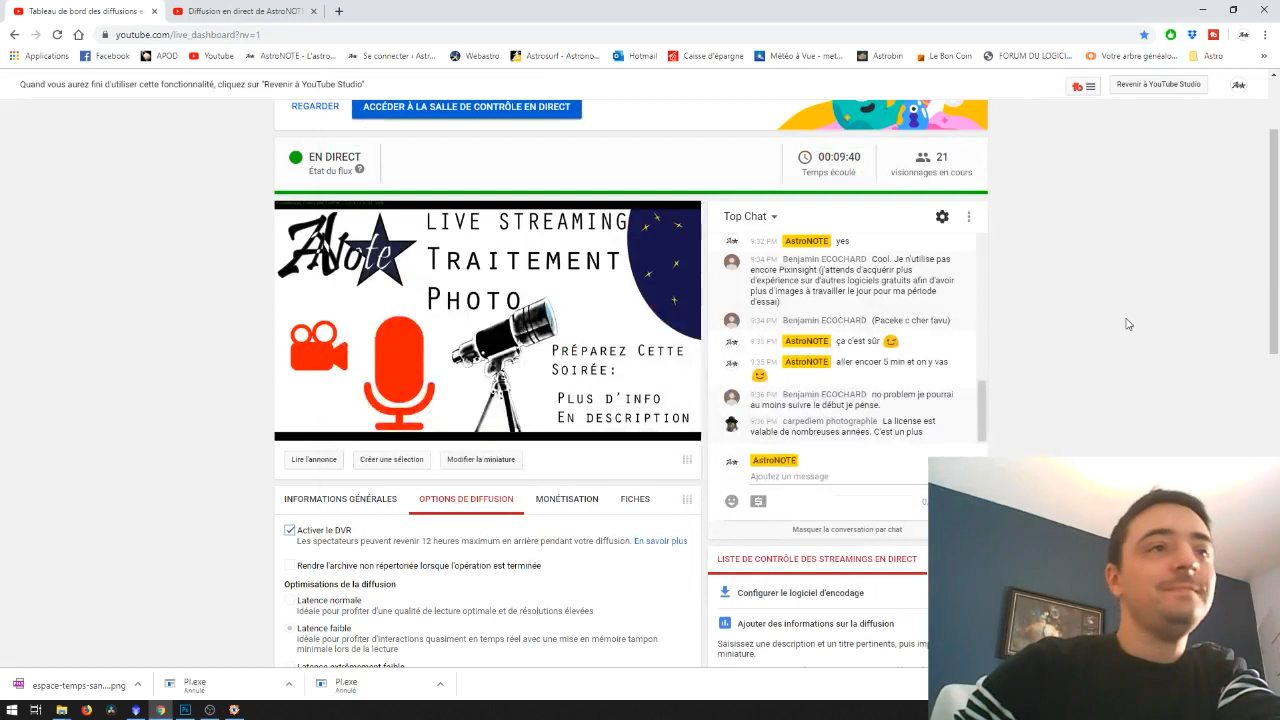 Tableau de bord des diffusions e
Diffusion en direct de AstroNOTE
youtube.com/live_dashboard?nv=1
Applications
Facebook
APOD
Youtube
AstroNOTE - L'astro...
Se connecter ‹ Astr...
Webastro
Astrosurf - Astrono...
Hotmail
Caisse d'épargne
Météo à Vue - met...
Astrobin
Le Bon Coin
FORUM DU LOGICI...
Votre arbre généalo...
Astro
Quand vous aurez fini d'utiliser cette fonctionnalité, cliquez sur "Revenir à YouTube Studio"
Revenir à YouTube Studio
REGARDER
ACCÉDER À LA SALLE DE CONTRÔLE EN DIRECT
EN DIRECT
État du flux
00:09:40
Temps écoulé
21
visionnages en cours
ANote
LIVE STREAMING
TRAITEMENT
PHOTO
PRÉPAREZ CETTE
SOIRÉE:
PLUS D'INFO
EN DESCRIPTION
Lire l'annonce
Créer une sélection
Modifier la miniature
INFORMATIONS GÉNÉRALES
OPTIONS DE DIFFUSION
MONÉTISATION
FICHES
Activer le DVR
Les spectateurs peuvent revenir 12 heures maximum en arrière pendant votre diffusion. En savoir plus
Rendre l'archive non répertoriée lorsque l'opération est terminée
Optimisations de la diffusion
Latence normale
Idéale pour profiter d'une qualité de lecture optimale et de résolutions élevées
Latence faible
Idéale pour profiter d'interactions quasiment en temps réel avec une mise en mémoire tampon
minimale lors de la lecture
Latence extrêmement faible
Top Chat
9:32 PM AstroNOTE yes
9:34 PM Benjamin ECOCHARD Cool. Je n'utilise pas
encore Pixinsight (j'attends d'acquérir plus
d'expérience sur d'autres logiciels gratuits afin d'avoir
plus d'images à travailler le jour pour ma période
d'essai)
9:34 PM Benjamin ECOCHARD (Paceke c cher tavu)
9:35 PM AstroNOTE ça c'est sûr
9:35 PM AstroNOTE aller encoer 5 min et on y vas
9:36 PM Benjamin ECOCHARD no problem je pourrai
au moins suivre le début je pense.
9:36 PM carpediem photographie La license est
valable de nombreuses années. C'est un plus
AstroNOTE
Ajoutez un message
Masquer la conversation par chat
LISTE DE CONTRÔLE DES STREAMINGS EN DIRECT
Configurer le logiciel d'encodage
Ajouter des informations sur la diffusion
Saisissez une description et un titre pertinents, puis
miniature.
espace-temps-san....png
PI.exe
Annulé
PI.exe
Annulé